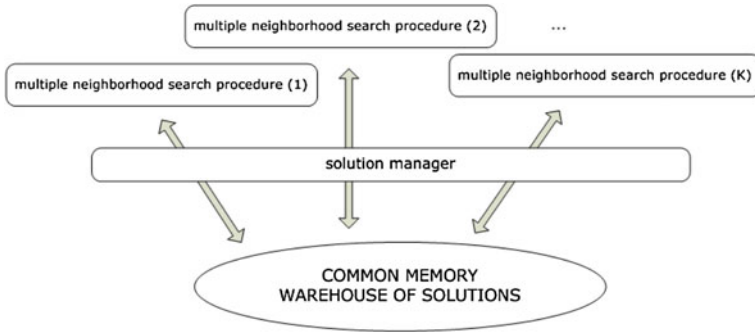 multiple neighborhood search procedure (2)
...
multiple neighborhood search procedure (1)
multiple neighborhood search procedure (K)
solution manager
COMMON MEMORY
WAREHOUSE OF SOLUTIONS